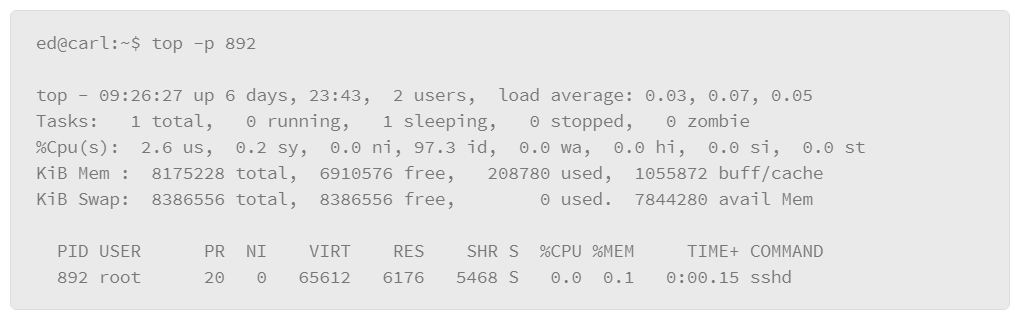 ed@carl:~$ top -p 892
top - 09:26:27 up 6 days, 23:43,  2 users,  load average: 0.03, 0.07, 0.05
Tasks:   1 total,   0 running,   1 sleeping,   0 stopped,   0 zombie
%Cpu(s):  2.6 us,  0.2 sy,  0.0 ni, 97.3 id,  0.0 wa,  0.0 hi,  0.0 si,  0.0 st
KiB Mem :  8175228 total,  6910576 free,   208780 used,  1055872 buff/cache
KiB Swap:  8386556 total,  8386556 free,        0 used.  7844280 avail Mem
  PID USER      PR  NI    VIRT    RES    SHR S  %CPU %MEM     TIME+ COMMAND
  892 root      20   0   65612   6176   5468 S   0.0  0.1   0:00.15 sshd